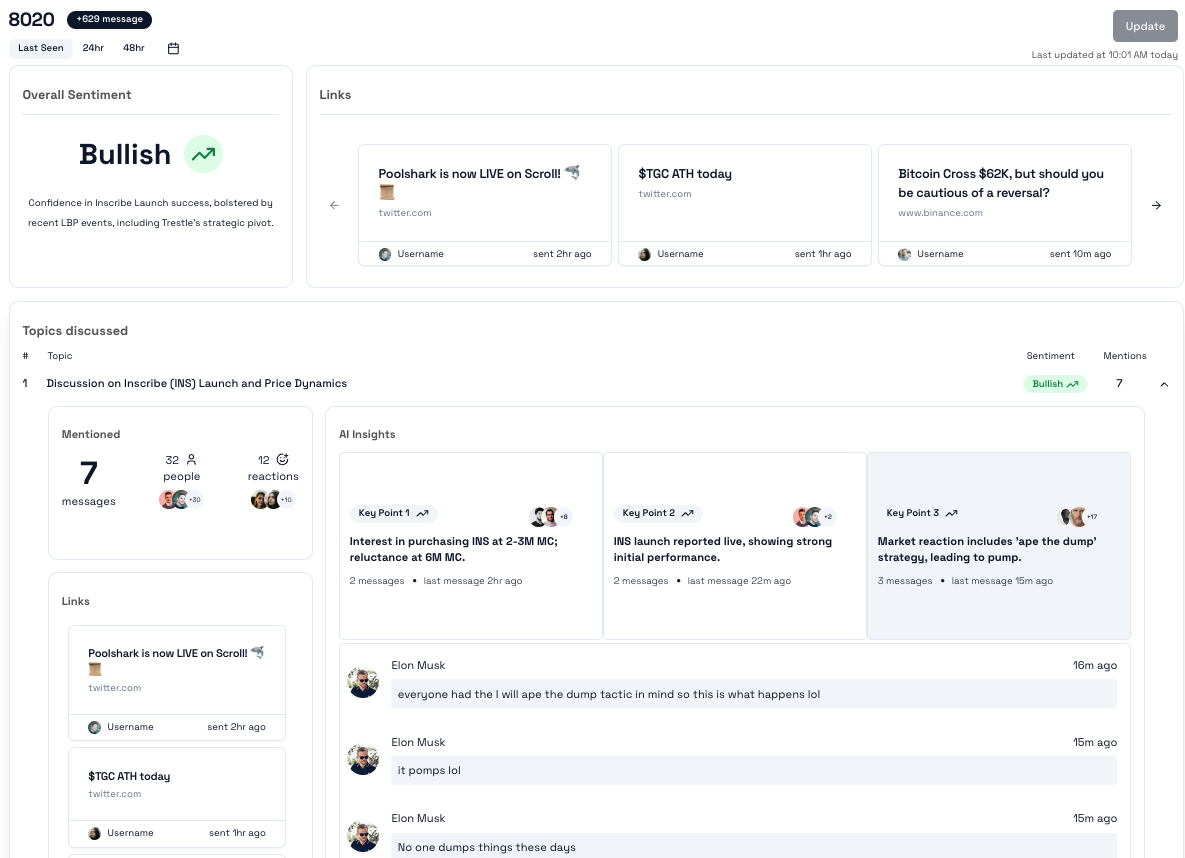 8020 +629 message
Update
Last Seen 24hr 48hr
Last updated at 10:01 AM today
Overall Sentiment
Bullish
Confidence in Inscribe Launch success, bolstered by
recent LBP events, including Trestle's strategic pivot.
Links
Poolshark is now LIVE on Scroll! 🦈
📜
twitter.com
Username sent 2hr ago
$TGC ATH today
twitter.com
Username sent 1hr ago
Bitcoin Cross $62K, but should you
be cautious of a reversal?
www.binance.com
Username sent 10m ago
Topics discussed
# Topic Sentiment Mentions
1 Discussion on Inscribe (INS) Launch and Price Dynamics Bullish 7
Mentioned
7
messages
32
people
+30
12
reactions
+10
Links
Poolshark is now LIVE on Scroll! 🦈
📜
twitter.com
Username sent 2hr ago
$TGC ATH today
twitter.com
Username sent 1hr ago
AI Insights
Key Point 1 +8
Interest in purchasing INS at 2-3M MC;
reluctance at 6M MC.
2 messages • last message 2hr ago
Key Point 2 +2
INS launch reported live, showing strong
initial performance.
2 messages • last message 22m ago
Key Point 3 +17
Market reaction includes 'ape the dump'
strategy, leading to pump.
3 messages • last message 15m ago
Elon Musk 16m ago
everyone had the I will ape the dump tactic in mind so this is what happens lol
Elon Musk 15m ago
it pomps lol
Elon Musk 15m ago
No one dumps things these days